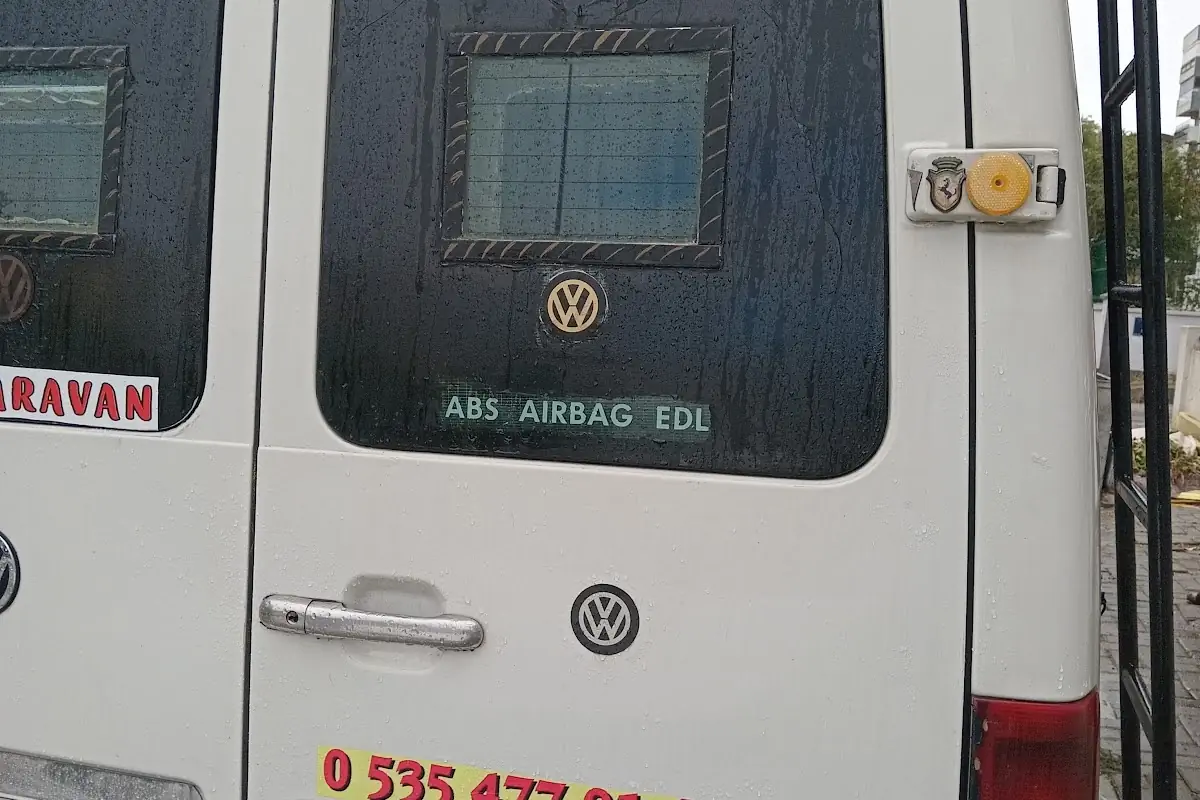 ARAVAN
ABS AIRBAG EDL
0 535 477